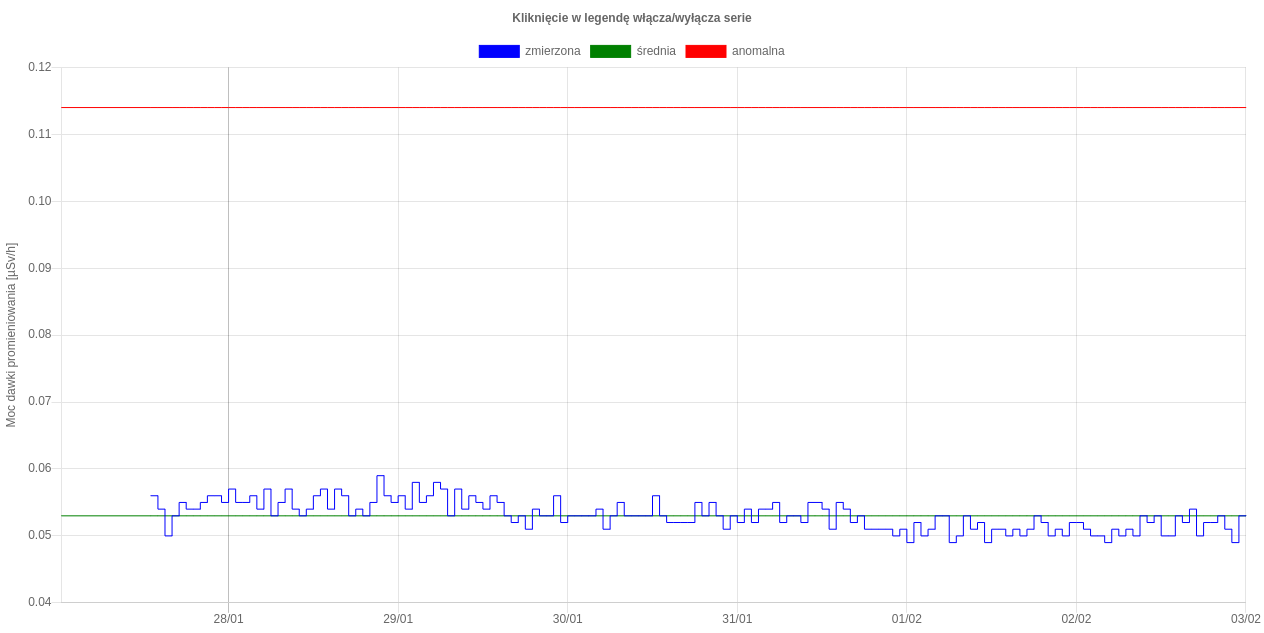 Kliknięcie w legendę włącza/wyłącza serie
zmierzona średnia anomalna
Moc dawki promieniowania [µSv/h]
0.12
0.11
0.10
0.09
0.08
0.07
0.06
0.05
0.04
28/01 29/01 30/01 31/01 01/02 02/02 03/02